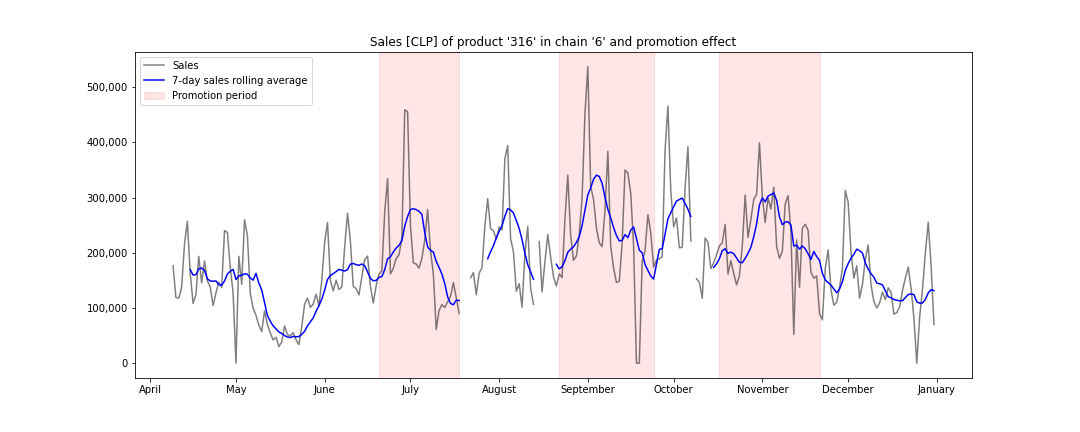 Sales [CLP] of product '316' in chain '6' and promotion effect
Sales
7-day sales rolling average
Promotion period
500,000
400,000
300,000
200,000
100,000
0
April May June July August September October November December January